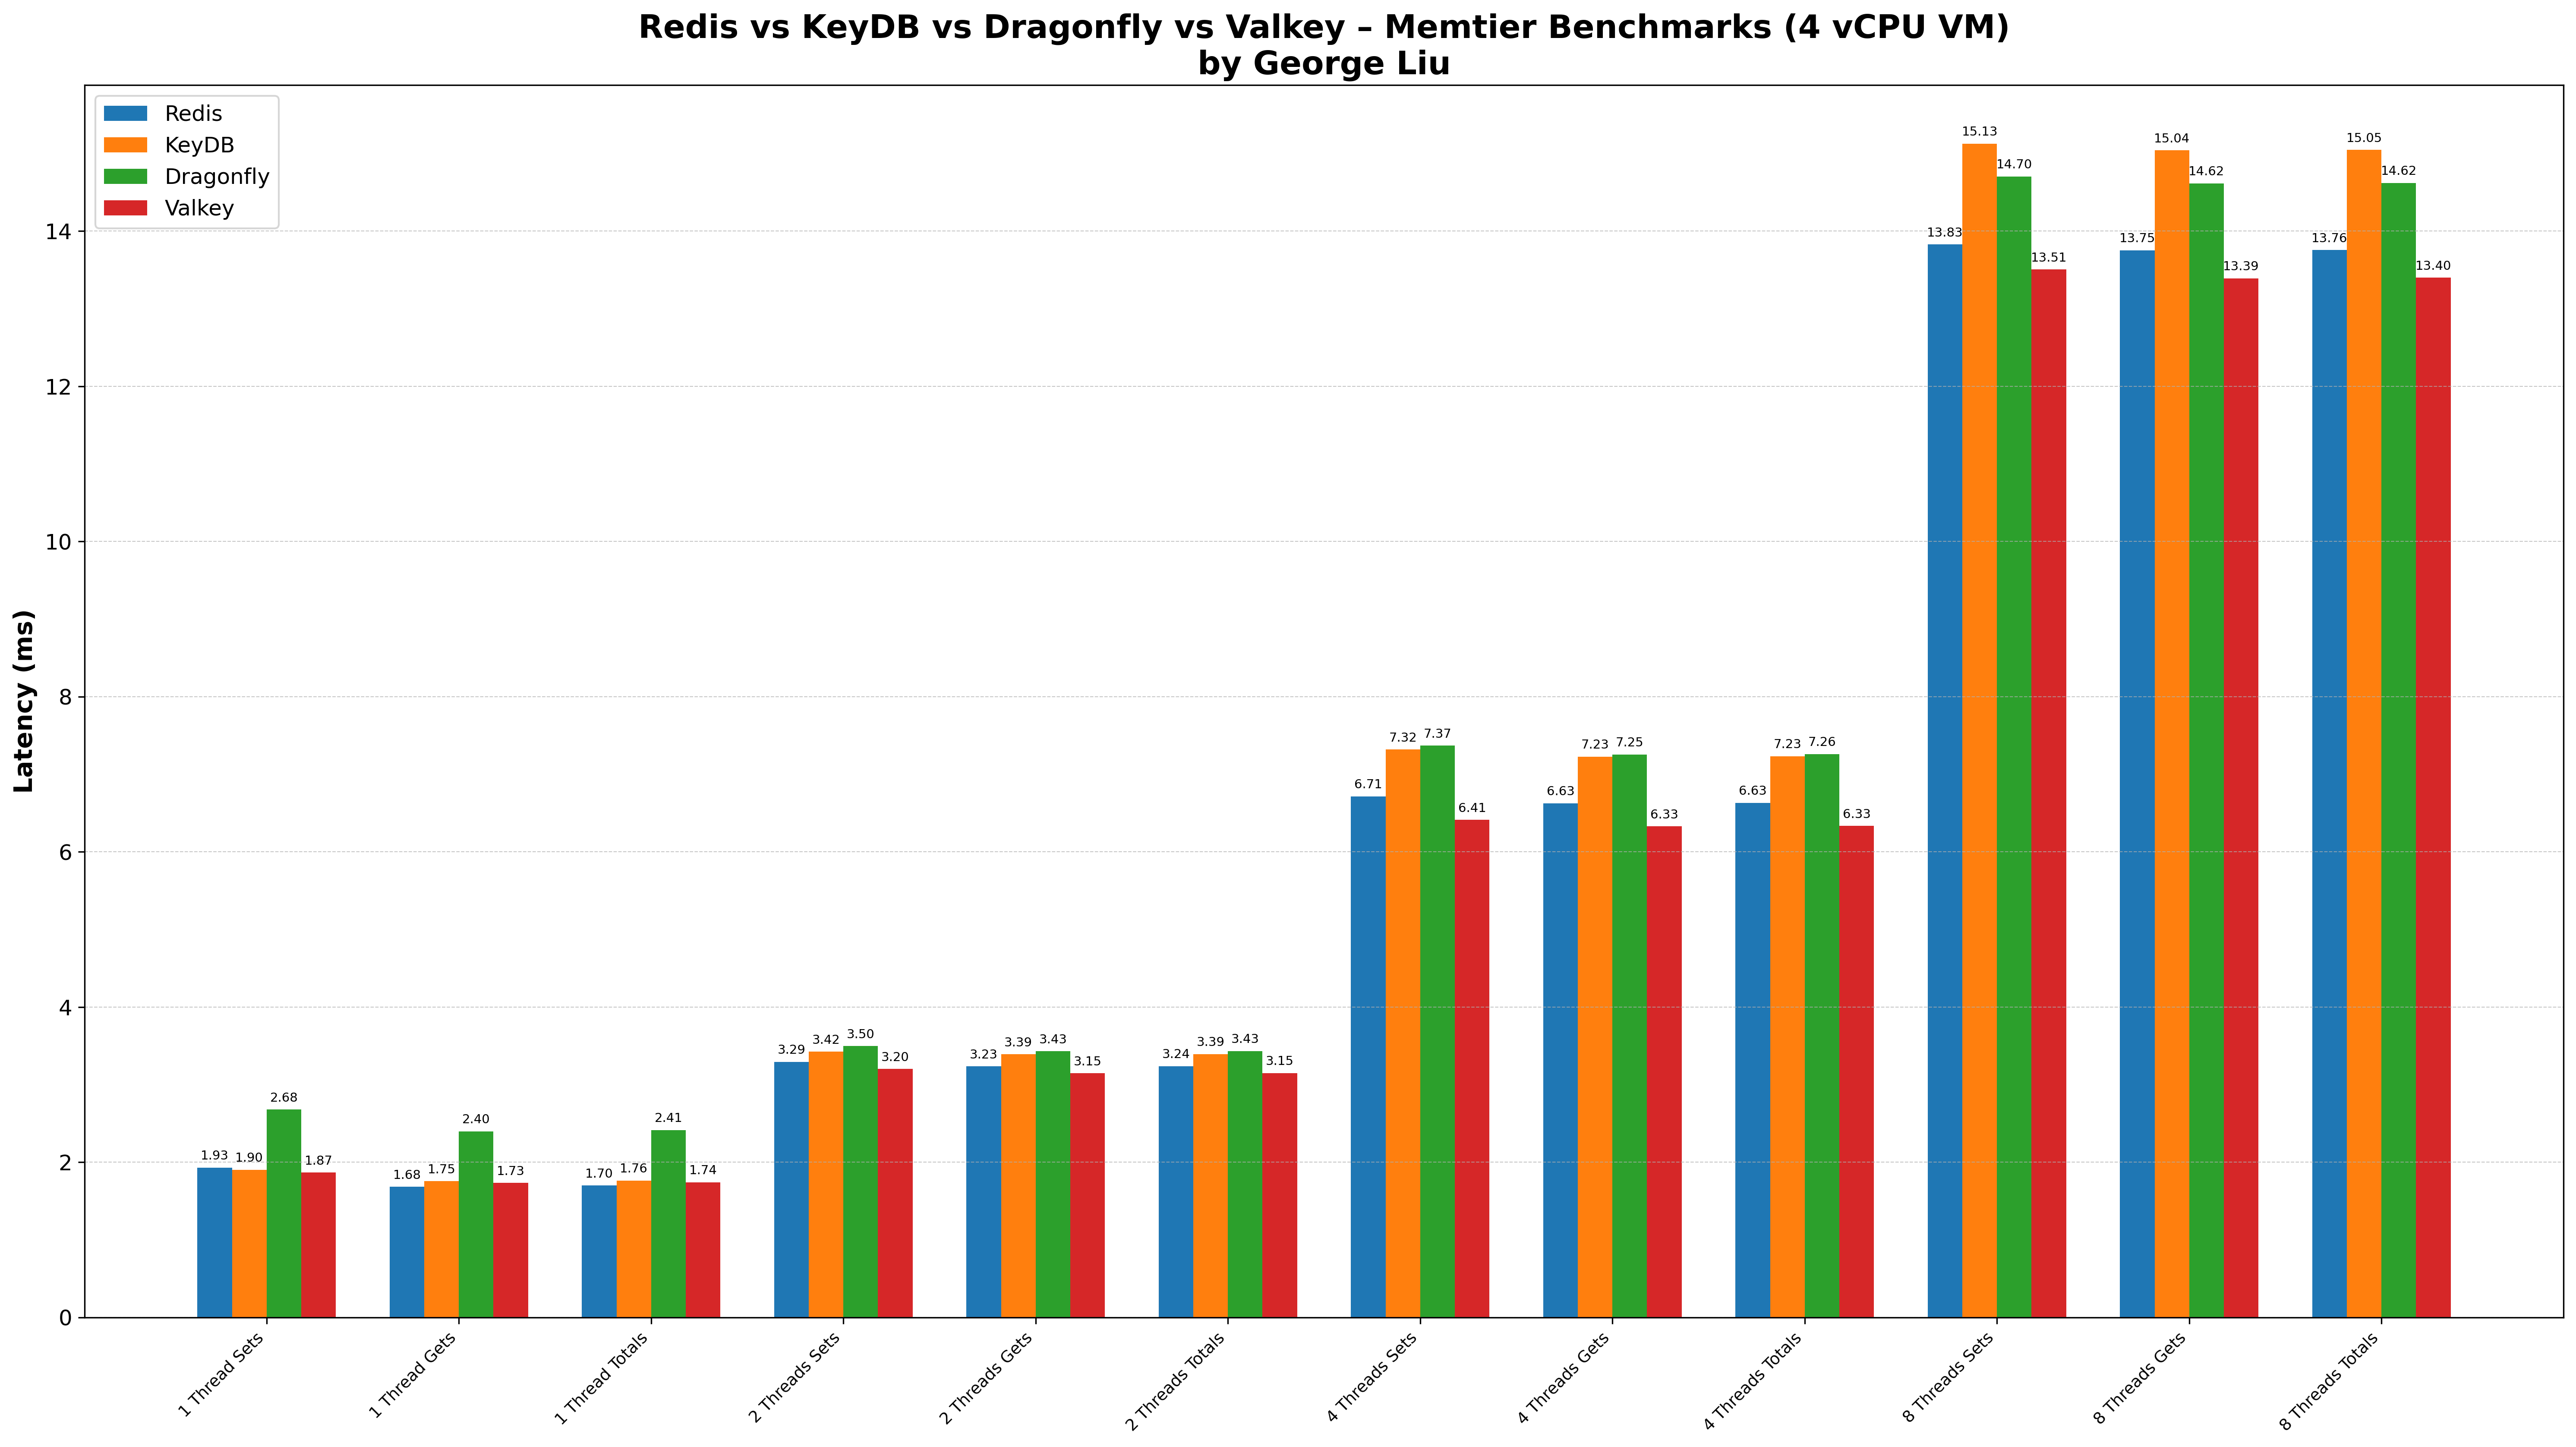 Redis vs KeyDB vs Dragonfly vs Valkey – Memtier Benchmarks (4 vCPU VM)
by George Liu
Redis
KeyDB
Dragonfly
Valkey
Latency (ms)
14
12
10
8
6
4
2
0
1.93 1.90 2.68 1.87
1.68 1.75 2.40 1.73
1.70 1.76 2.41 1.74
3.29 3.42 3.50 3.20
3.23 3.39 3.43 3.15
3.24 3.39 3.43 3.15
6.71 7.32 7.37 6.41
6.63 7.23 7.25 6.33
6.63 7.23 7.26 6.33
13.83 15.13 14.70 13.51
13.75 15.04 14.62 13.39
13.76 15.05 14.62 13.40
1 Thread Sets
1 Thread Gets
1 Thread Totals
2 Threads Sets
2 Threads Gets
2 Threads Totals
4 Threads Sets
4 Threads Gets
4 Threads Totals
8 Threads Sets
8 Threads Gets
8 Threads Totals